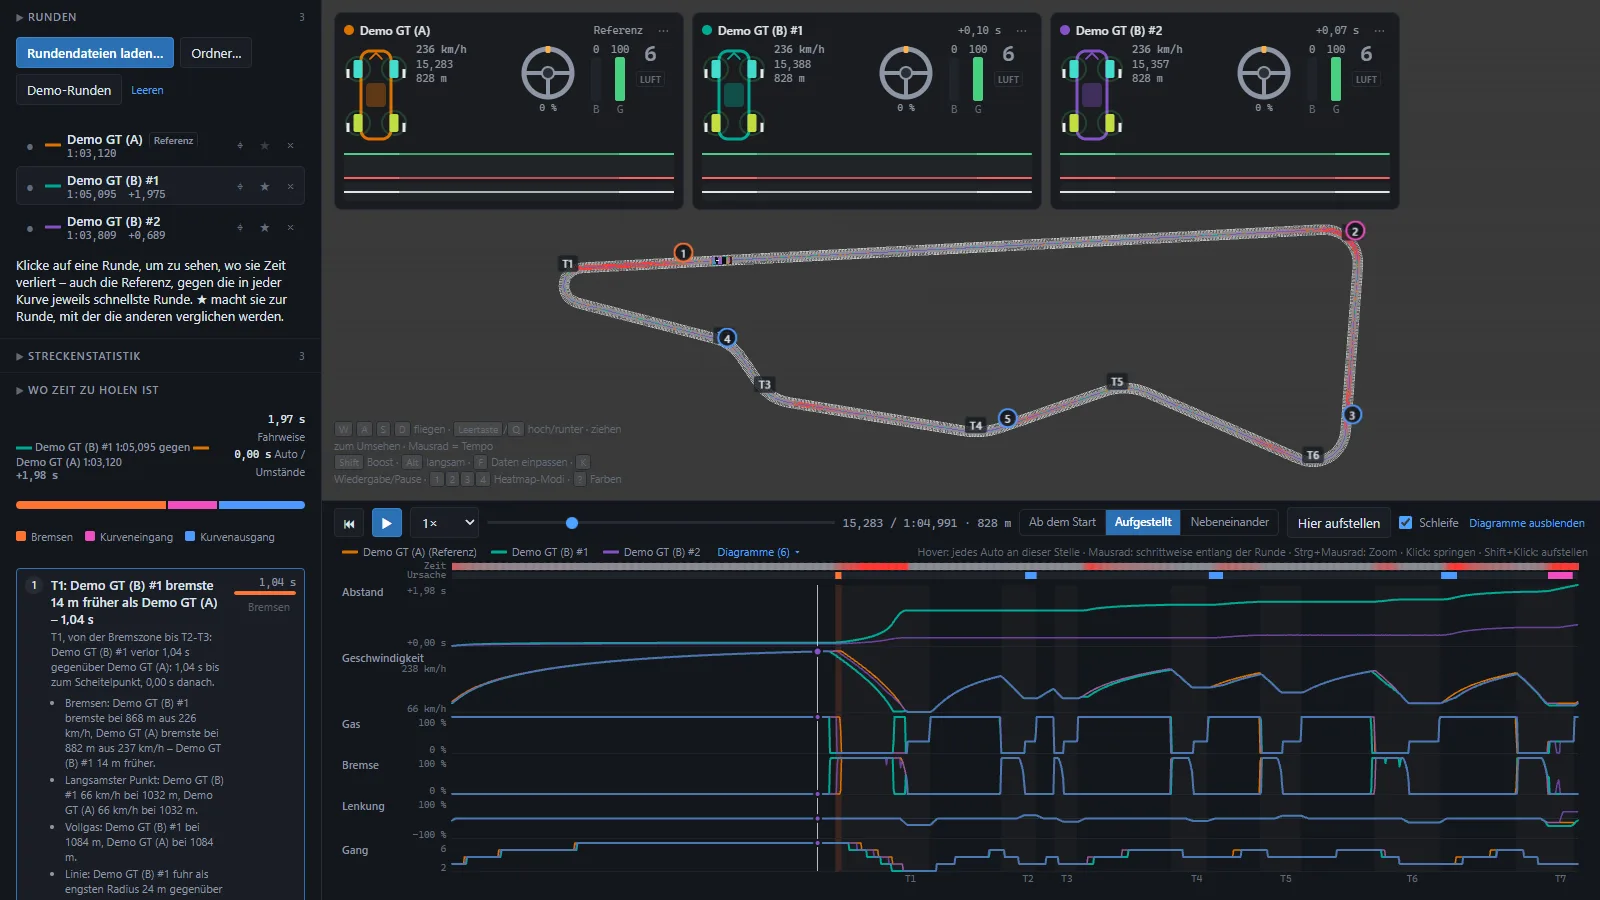 RUNDEN 3
Rundendateien laden... Ordner...
Demo-Runden Leeren
Demo GT (A) Referenz
1:03,120
Demo GT (B) #1
1:05,095 +1,975
Demo GT (B) #2
1:03,809 +0,689
Klicke auf eine Runde, um zu sehen, wo sie Zeit
verliert – auch die Referenz, gegen die in jeder
Kurve jeweils schnellste Runde. ★ macht sie zur
Runde, mit der die anderen verglichen werden.
STRECKENSTATISTIK 3
WO ZEIT ZU HOLEN IST
Demo GT (B) #1 1:05,095 gegen
Demo GT (A) 1:03,120
+1,98 s
1,97 s
Fahrweise
0,00 s Auto /
Umstände
Bremsen Kurveneingang Kurvenausgang
1 T1: Demo GT (B) #1 bremste
14 m früher als Demo GT (A)
– 1,04 s
1,04 s
Bremsen
T1, von der Bremszone bis T2-T3:
Demo GT (B) #1 verlor 1,04 s
gegenüber Demo GT (A): 1,04 s bis
zum Scheitelpunkt, 0,00 s danach.
• Bremsen: Demo GT (B) #1
bremste bei 868 m aus 226
km/h, Demo GT (A) bremste bei
882 m aus 237 km/h – Demo GT
(B) #1 14 m früher.
• Langsamster Punkt: Demo GT (B)
#1 66 km/h bei 1032 m, Demo
GT (A) 66 km/h bei 1032 m.
• Vollgas: Demo GT (B) #1 bei
1084 m, Demo GT (A) bei 1084
m.
• Linie: Demo GT (B) #1 fuhr als
engsten Radius 24 m gegenüber
Demo GT (A) Referenz ...
236 km/h
15,283
828 m
0 %
0 100
B G
6
LUFT
Demo GT (B) #1 +0,10 s ...
236 km/h
15,388
828 m
0 %
0 100
B G
6
LUFT
Demo GT (B) #2 +0,07 s ...
236 km/h
15,357
828 m
0 %
0 100
B G
6
LUFT
T1
1
2
4
T3
T5
3
T4
5
T6
W A S D fliegen · Leertaste / Q hoch/runter · ziehen
zum Umsehen · Mausrad = Tempo
Shift Boost · Alt langsam · F Daten einpassen · K
Wiedergabe/Pause · 1 2 3 4 Heatmap-Modi · ? Farben
1× 15,283 / 1:04,991 · 828 m Ab dem Start Aufgestellt Nebeneinander Hier aufstellen Schleife Diagramme ausblenden
Demo GT (A) (Referenz) Demo GT (B) #1 Demo GT (B) #2 Diagramme (6) Hover: jedes Auto an dieser Stelle · Mausrad: schrittweise entlang der Runde · Strg+Mausrad: Zoom · Klick: springen · Shift+Klick: aufstellen
Zeit
Ursache
Abstand +1,98 s
+0,00 s
Geschwindigkeit
238 km/h
66 km/h
Gas 100 %
0 %
Bremse 100 %
0 %
Lenkung 100 %
−100 %
Gang 6
2
T1 T2 T3 T4 T5 T6 T7